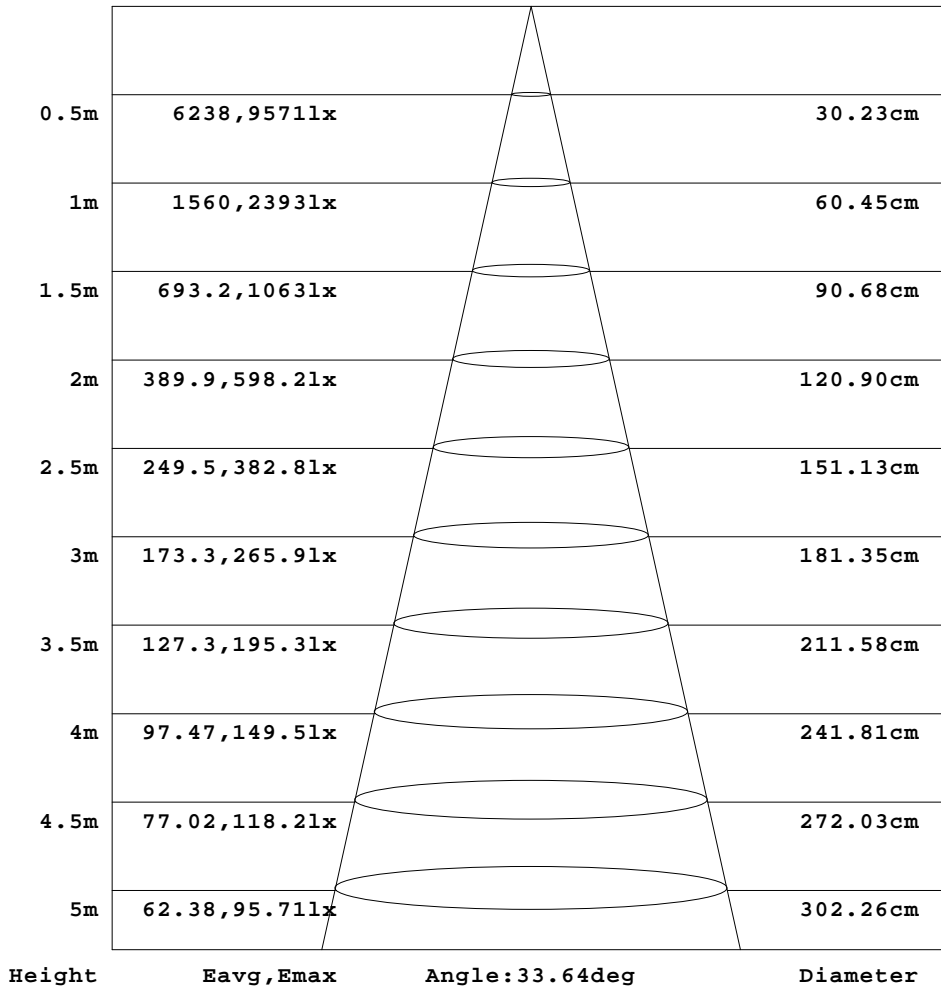 0.5m 6238,9571lx 30.23cm
1m 1560,2393lx 60.45cm
1.5m 693.2,1063lx 90.68cm
2m 389.9,598.2lx 120.90cm
2.5m 249.5,382.8lx 151.13cm
3m 173.3,265.9lx 181.35cm
3.5m 127.3,195.3lx 211.58cm
4m 97.47,149.5lx 241.81cm
4.5m 77.02,118.2lx 272.03cm
5m 62.38,95.71lx 302.26cm
Height Eavg,Emax Angle:33.64deg Diameter